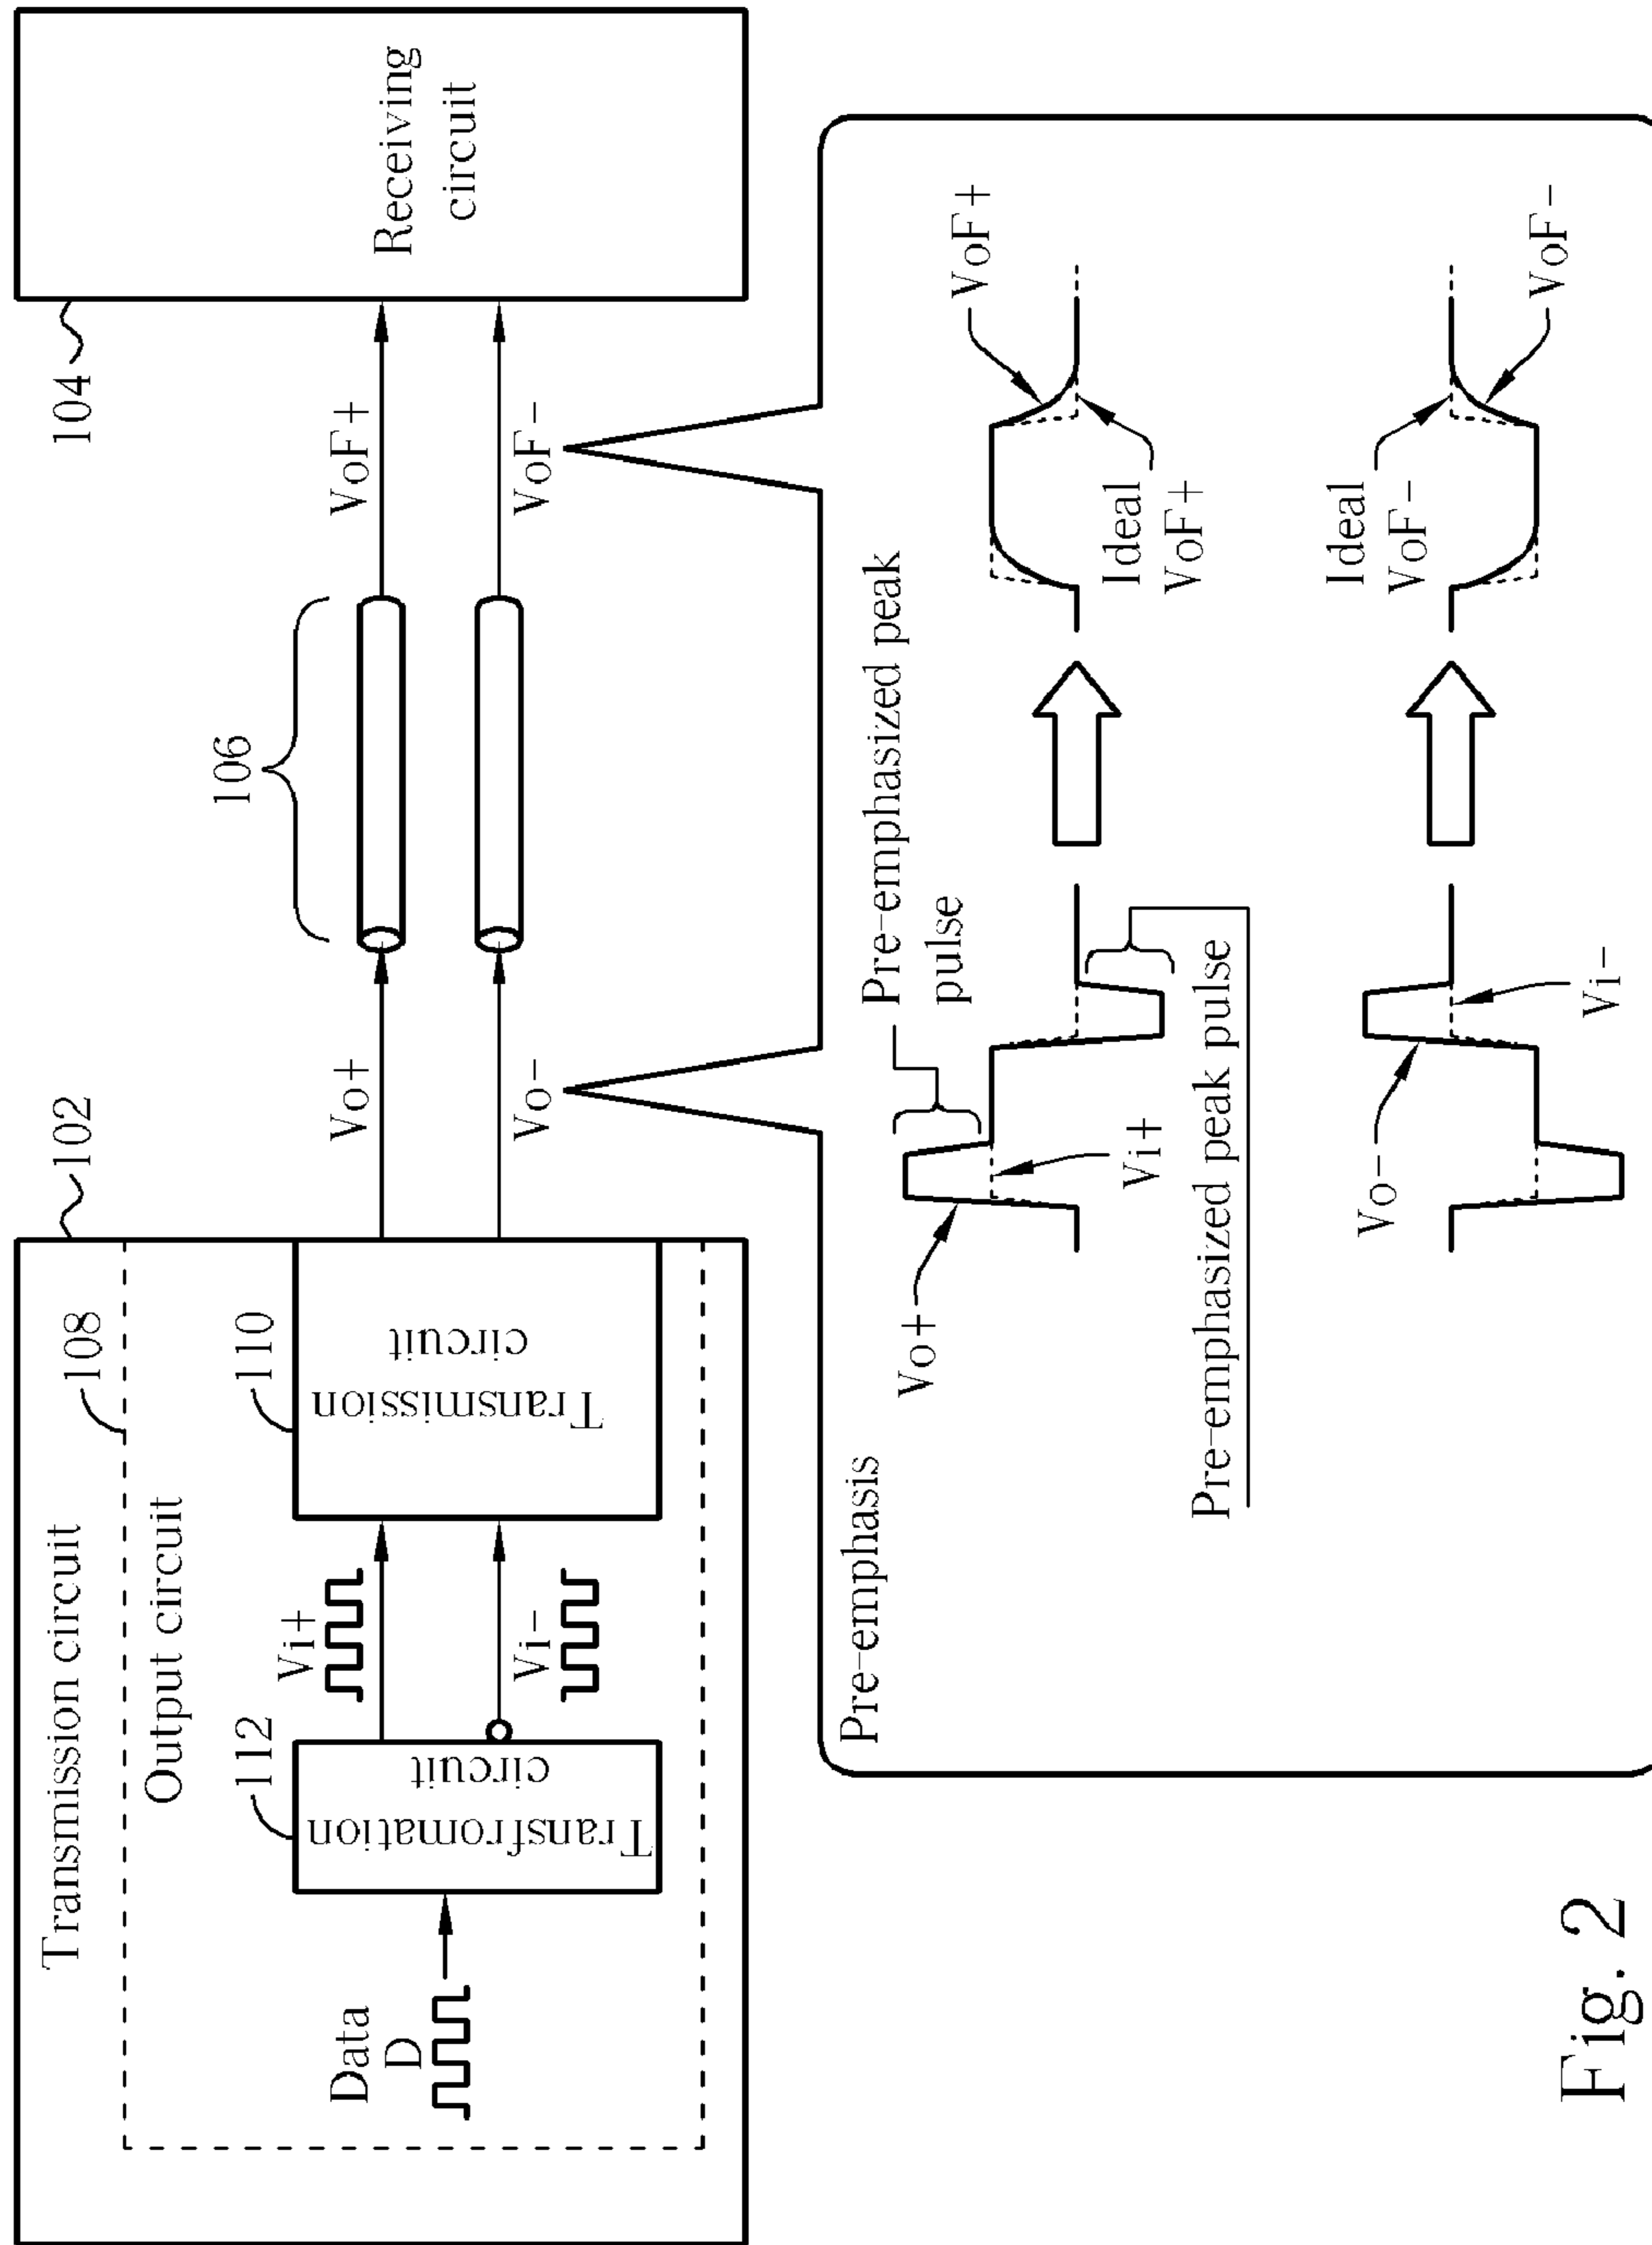 Transmission circuit
102
108
Output circuit
Data
D
112
Transfromation
circuit
Vi+
Vi-
110
Transmission
circuit
Vo+
Vo-
106
VoF+
VoF-
104
Receiving
circuit
Pre-emphasis
Pre-emphasized peak
pulse
Vo+
Vi+
Pre-emphasized peak pulse
VoF+
Ideal
VoF+
Vo-
Vi-
Ideal
VoF-
VoF-
Fig. 2